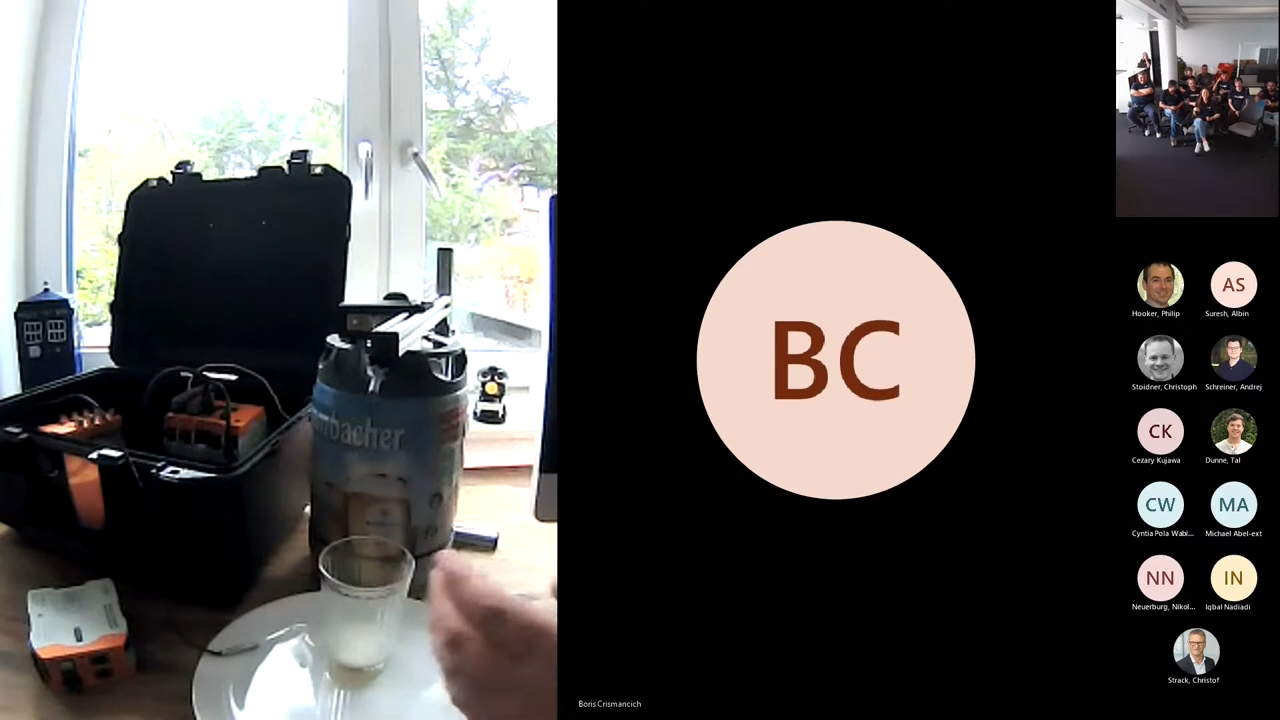 mbacher
BC
Boris Crismancich
Hooker, Philip
AS
Suresh, Albin
Stoidner, Christoph
Schreiner, Andrej
CK
Cezary Kujawa
Dunne, Tal
CW
Cyntia Pola Wabi...
MA
Michael Abel-ext
NN
Neuerburg, Nikol...
IN
Iqbal Nadiadi
Strack, Christof